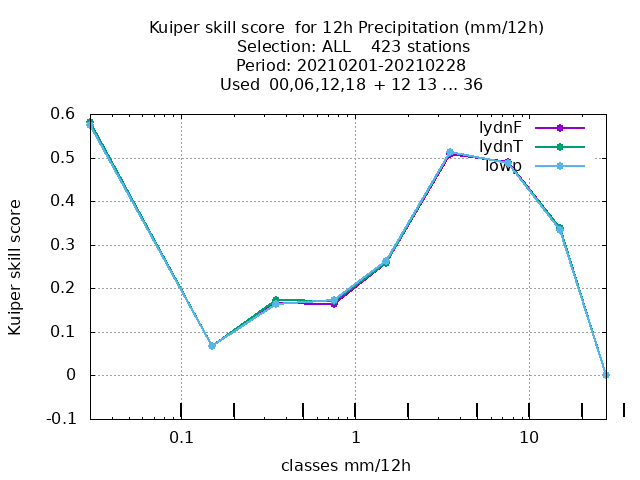 Kuiper skill score  for 12h Precipitation (mm/12h)
Selection: ALL    423 stations
Period: 20210201-20210228
Used  00,06,12,18  + 12 13 ... 36
lydnF
lydnT
lowp
0.6
0.5
0.4
0.3
0.2
0.1
0
-0.1
Kuiper skill score
0.1
1
10
classes mm/12h